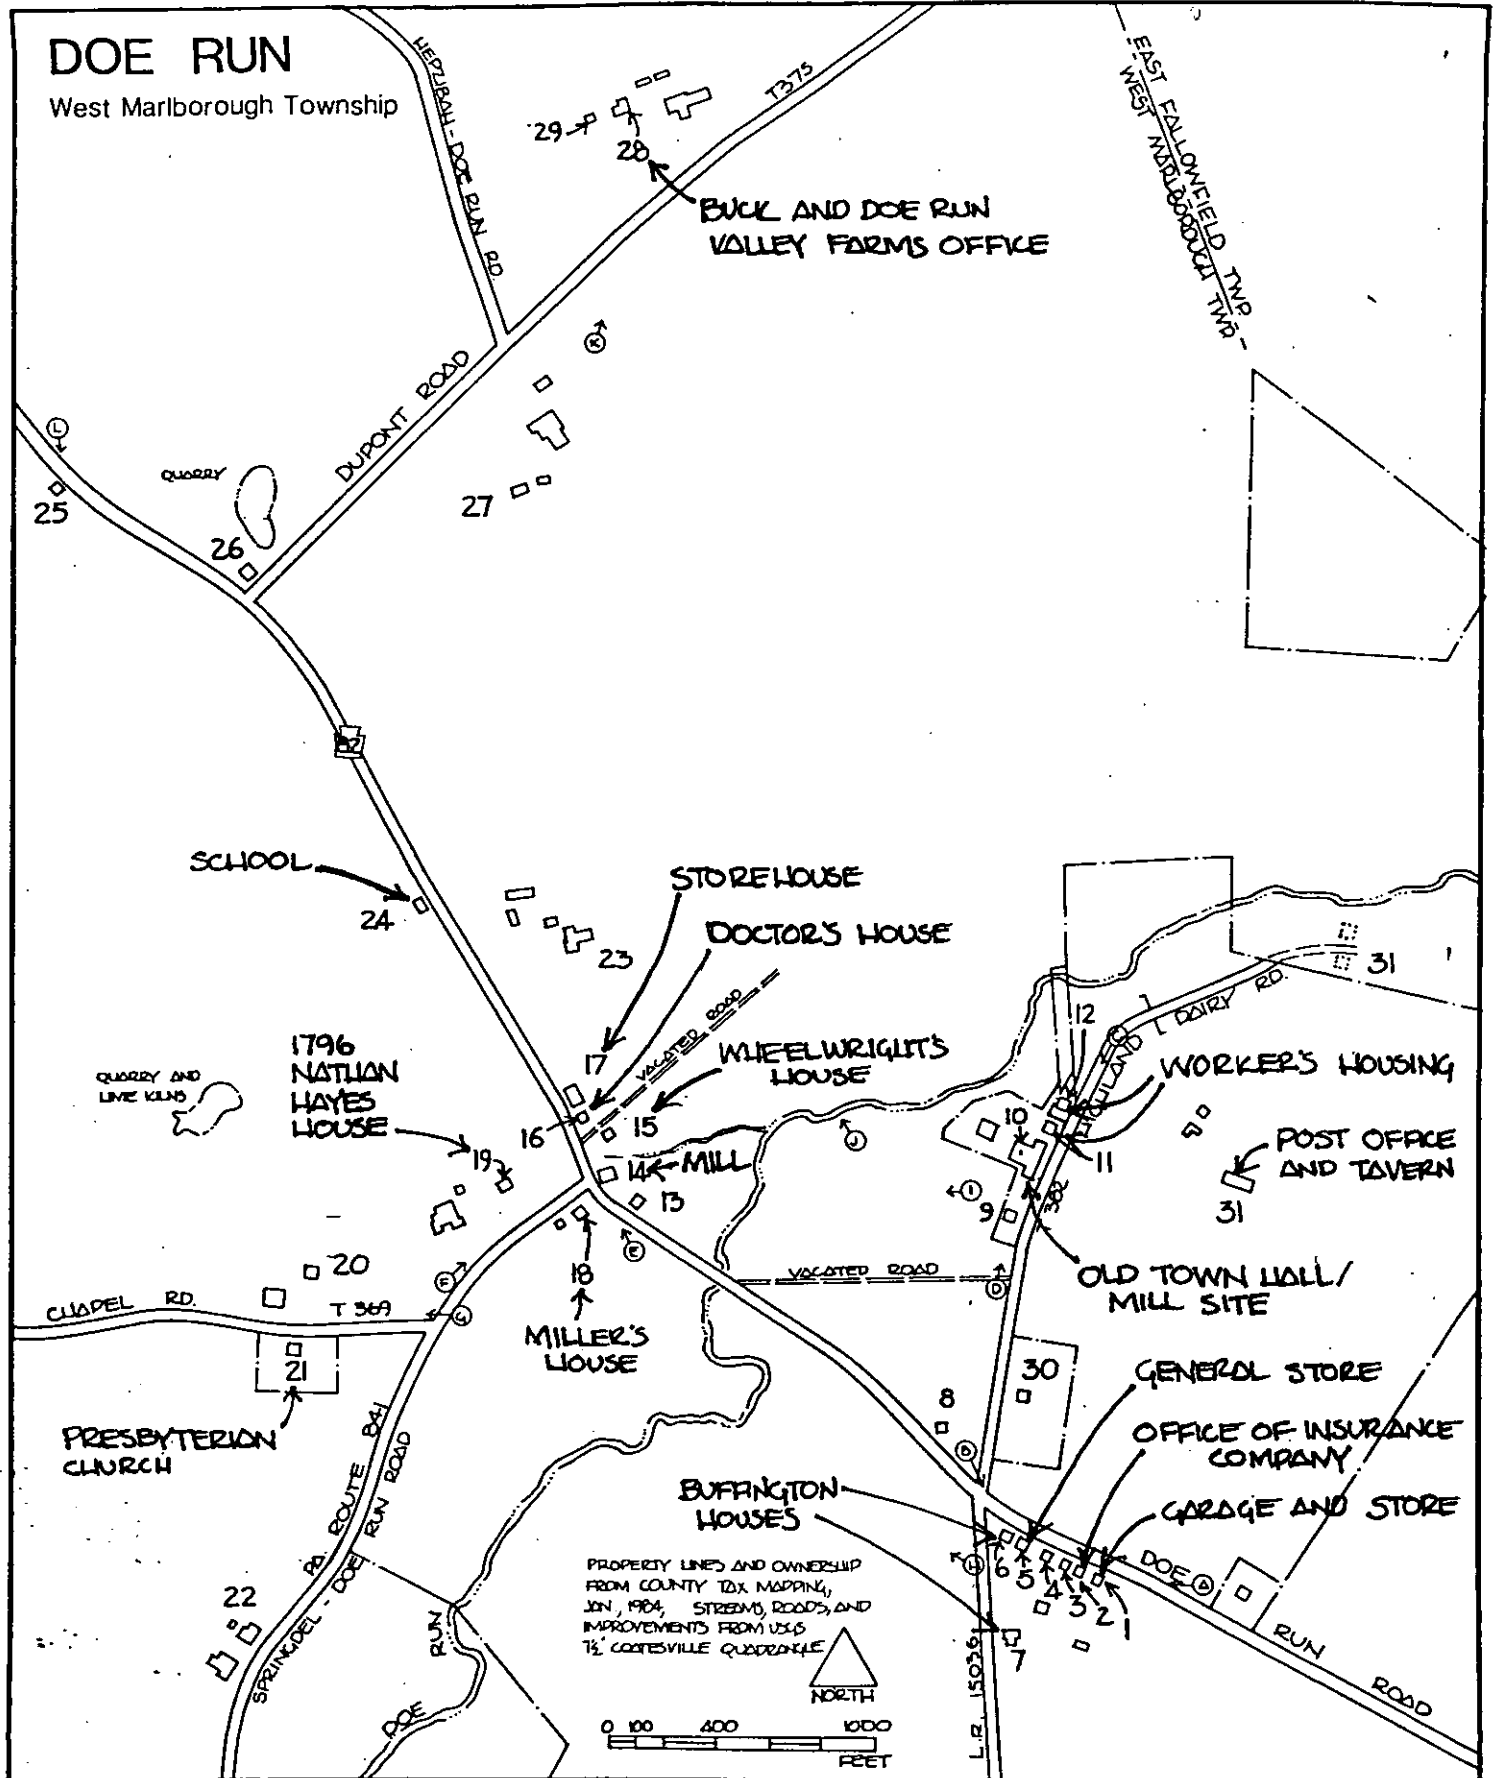 DOE RUN
West Marlborough Township
HEPZIBAH-DOE RUN RD.
T375
EAST FALLOWFIELD TWP
WEST MARLBOROUGH TWP
29
28
BUCK AND DOE RUN
VALLEY FARMS OFFICE
K
DUPONT ROAD
L
QUARRY
25
26
27
82
SCHOOL
24
STOREHOUSE
DOCTOR'S HOUSE
23
31
DAIRY RD.
HIGHLAND
12
VACATED ROAD
17
1796
NATHAN
HAYES
HOUSE
QUARRY AND
LIME KILNS
WHEELWRIGHT'S
HOUSE
WORKER'S HOUSING
16
15
J
10
11
POST OFFICE
AND TAVERN
31
19
14
MILL
13
I
9
382
E
18
MILLER'S
HOUSE
20
F
VACATED ROAD
D
OLD TOWN HALL/
MILL SITE
CHAPEL RD.
T 369
G
21
PRESBYTERIAN
CHURCH
30
8
GENERAL STORE
OFFICE OF INSURANCE
COMPANY
GARAGE AND STORE
BUFFINGTON
HOUSES
PA ROUTE 841
SPRINGDEL-DOE RUN ROAD
22
H
6
5
4
3
2
1
7
DOE RUN ROAD
A
L.R. 15036
PROPERTY LINES AND OWNERSHIP
FROM COUNTY TAX MAPPING,
JAN, 1984, STREAMS, ROADS, AND
IMPROVEMENTS FROM USGS
7½' COATESVILLE QUADRANGLE
NORTH
DOE RUN
0 100 400 1000
FEET